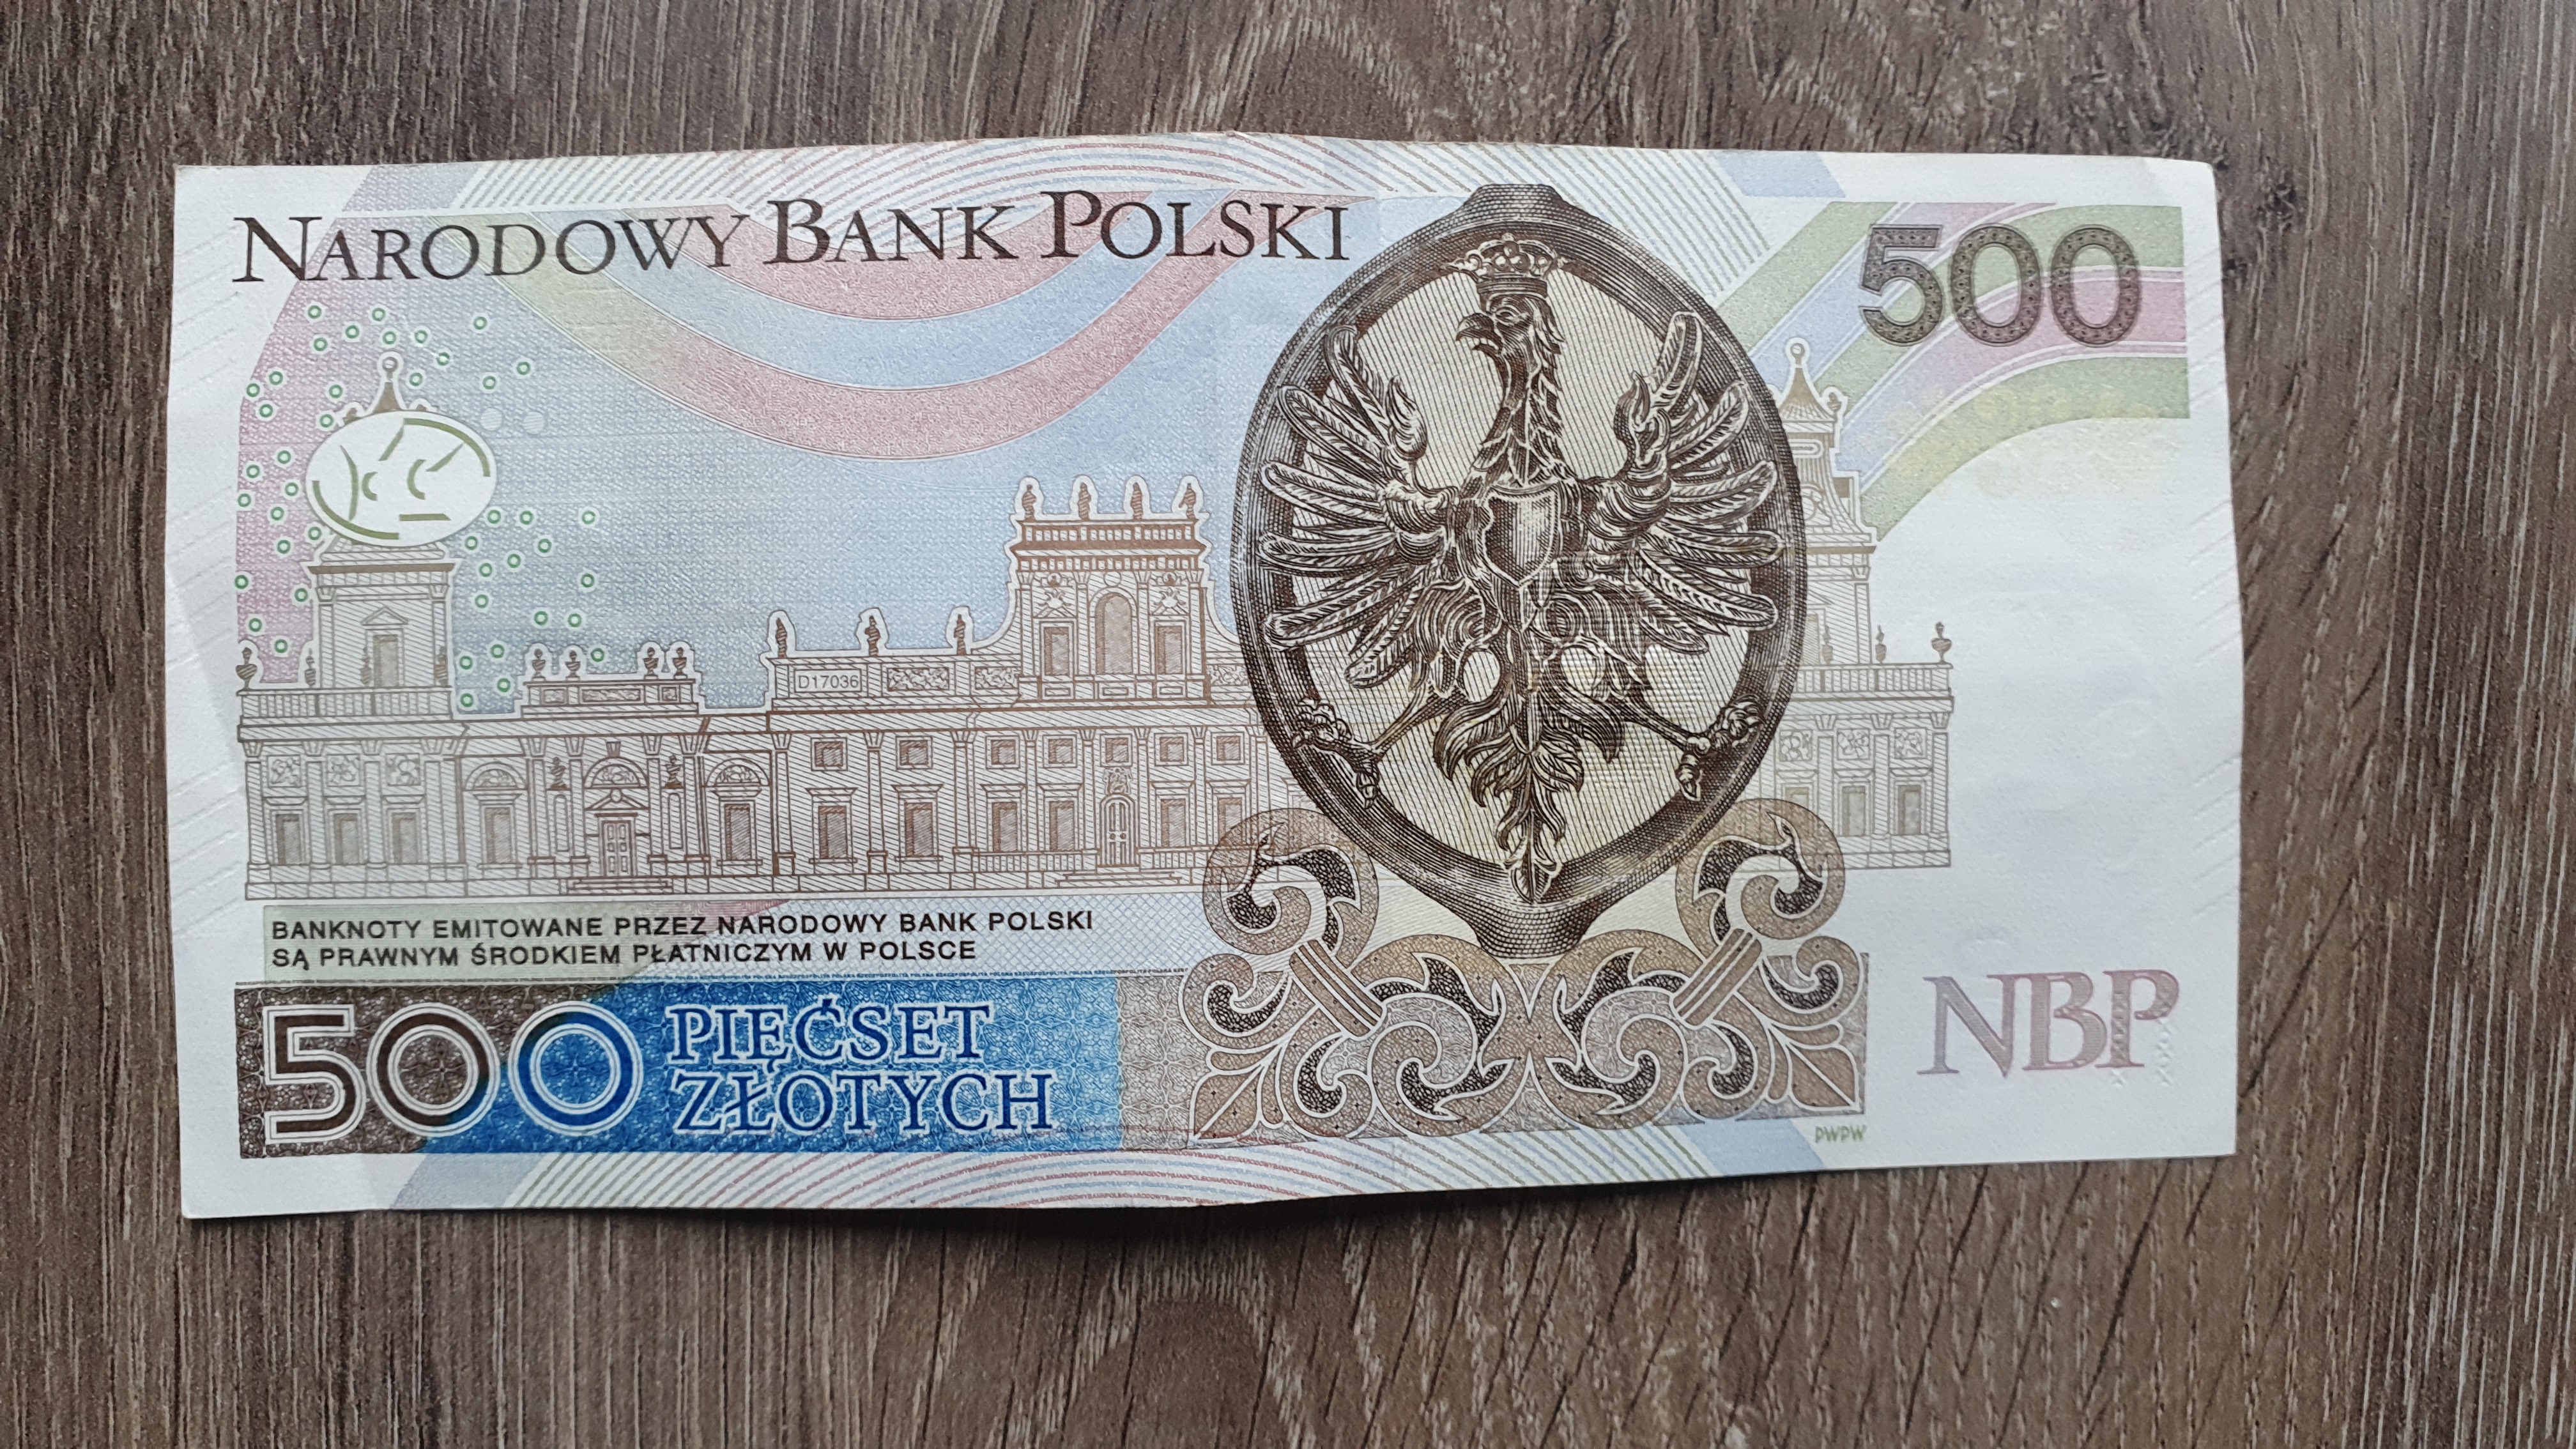 NARODOWY BANK POLSKI
500
D17036
BANKNOTY EMITOWANE PRZEZ NARODOWY BANK POLSKI
SĄ PRAWNYM ŚRODKIEM PŁATNICZYM W POLSCE
500 PIĘĆSET
ZŁOTYCH
NBP
PWPW